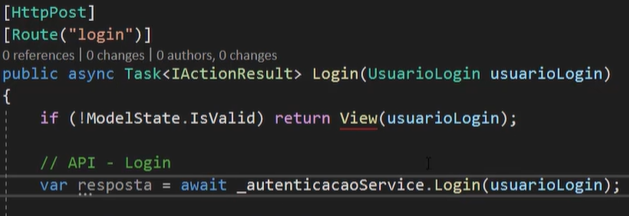 [HttpPost]
[Route("login")]
0 references | 0 changes | 0 authors, 0 changes
public async Task<IActionResult> Login(UsuarioLogin usuarioLogin)
{
if (!ModelState.IsValid) return View(usuarioLogin);
// API - Login
var resposta = await _autenticacaoService.Login(usuarioLogin);